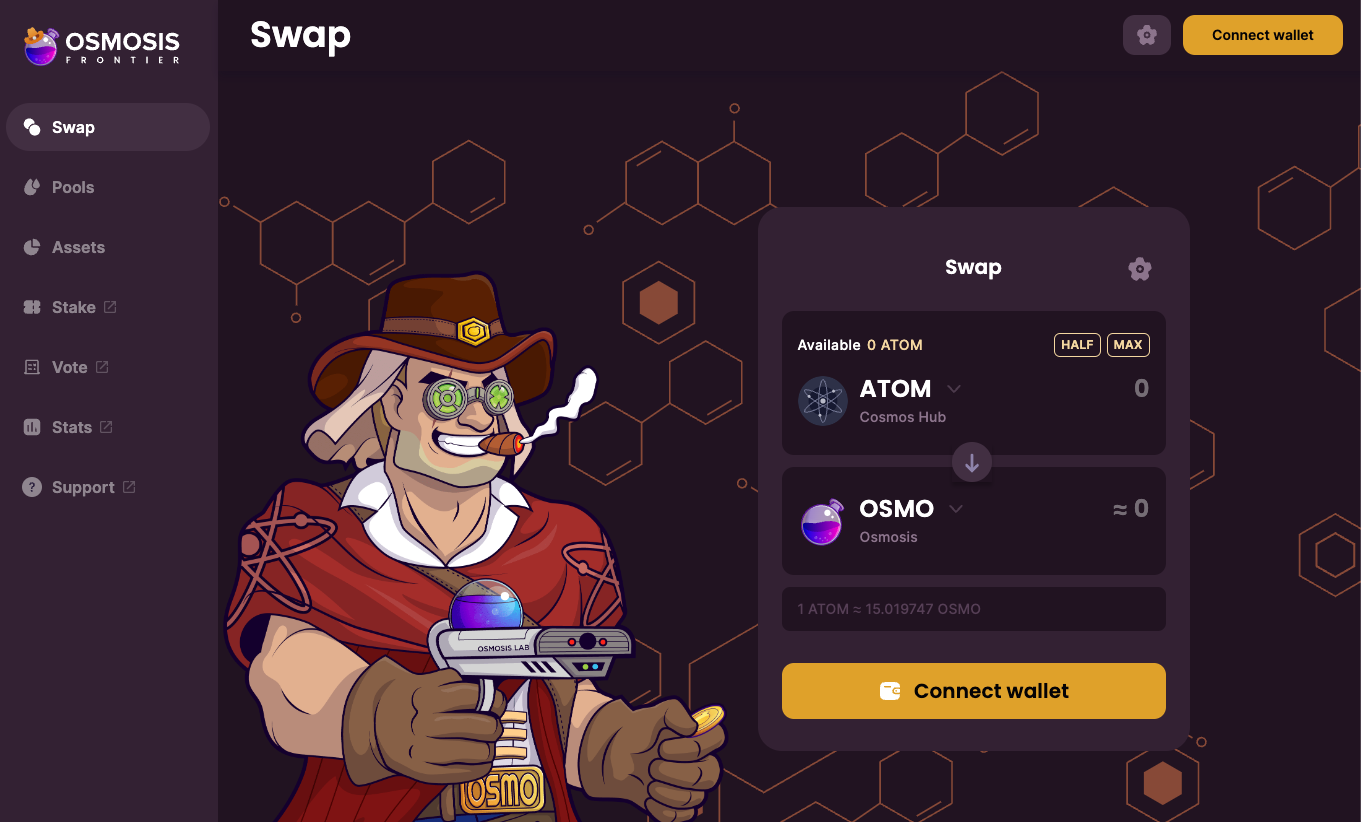 OSMOSIS
FRONTIER
Swap
Connect wallet
Swap
Pools
Assets
Stake
Vote
Stats
? Support
Swap
Available 0 ATOM HALF MAX
ATOM 0
Cosmos Hub
OSMO ≈ 0
Osmosis
1 ATOM ≈ 15.019747 OSMO
Connect wallet
OSMOSIS LAB
OSMO